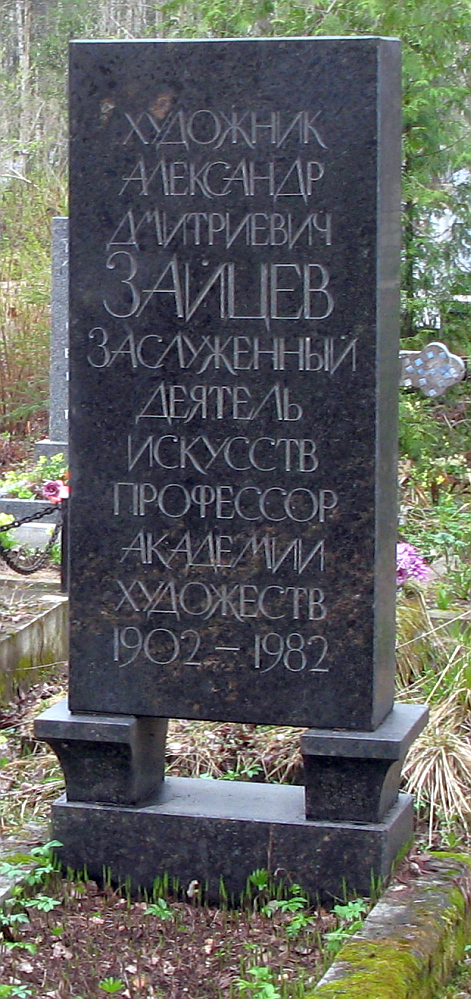 ХУДОЖНИК
АЛЕКСАНДР
ДМИТРИЕВИЧ
ЗАЙЦЕВ
ЗАСЛУЖЕННЫЙ
ДЕЯТЕЛЬ
ИСКУССТВ
ПРОФЕССОР
АКАДЕМИИ
ХУДОЖЕСТВ
1902 – 1982